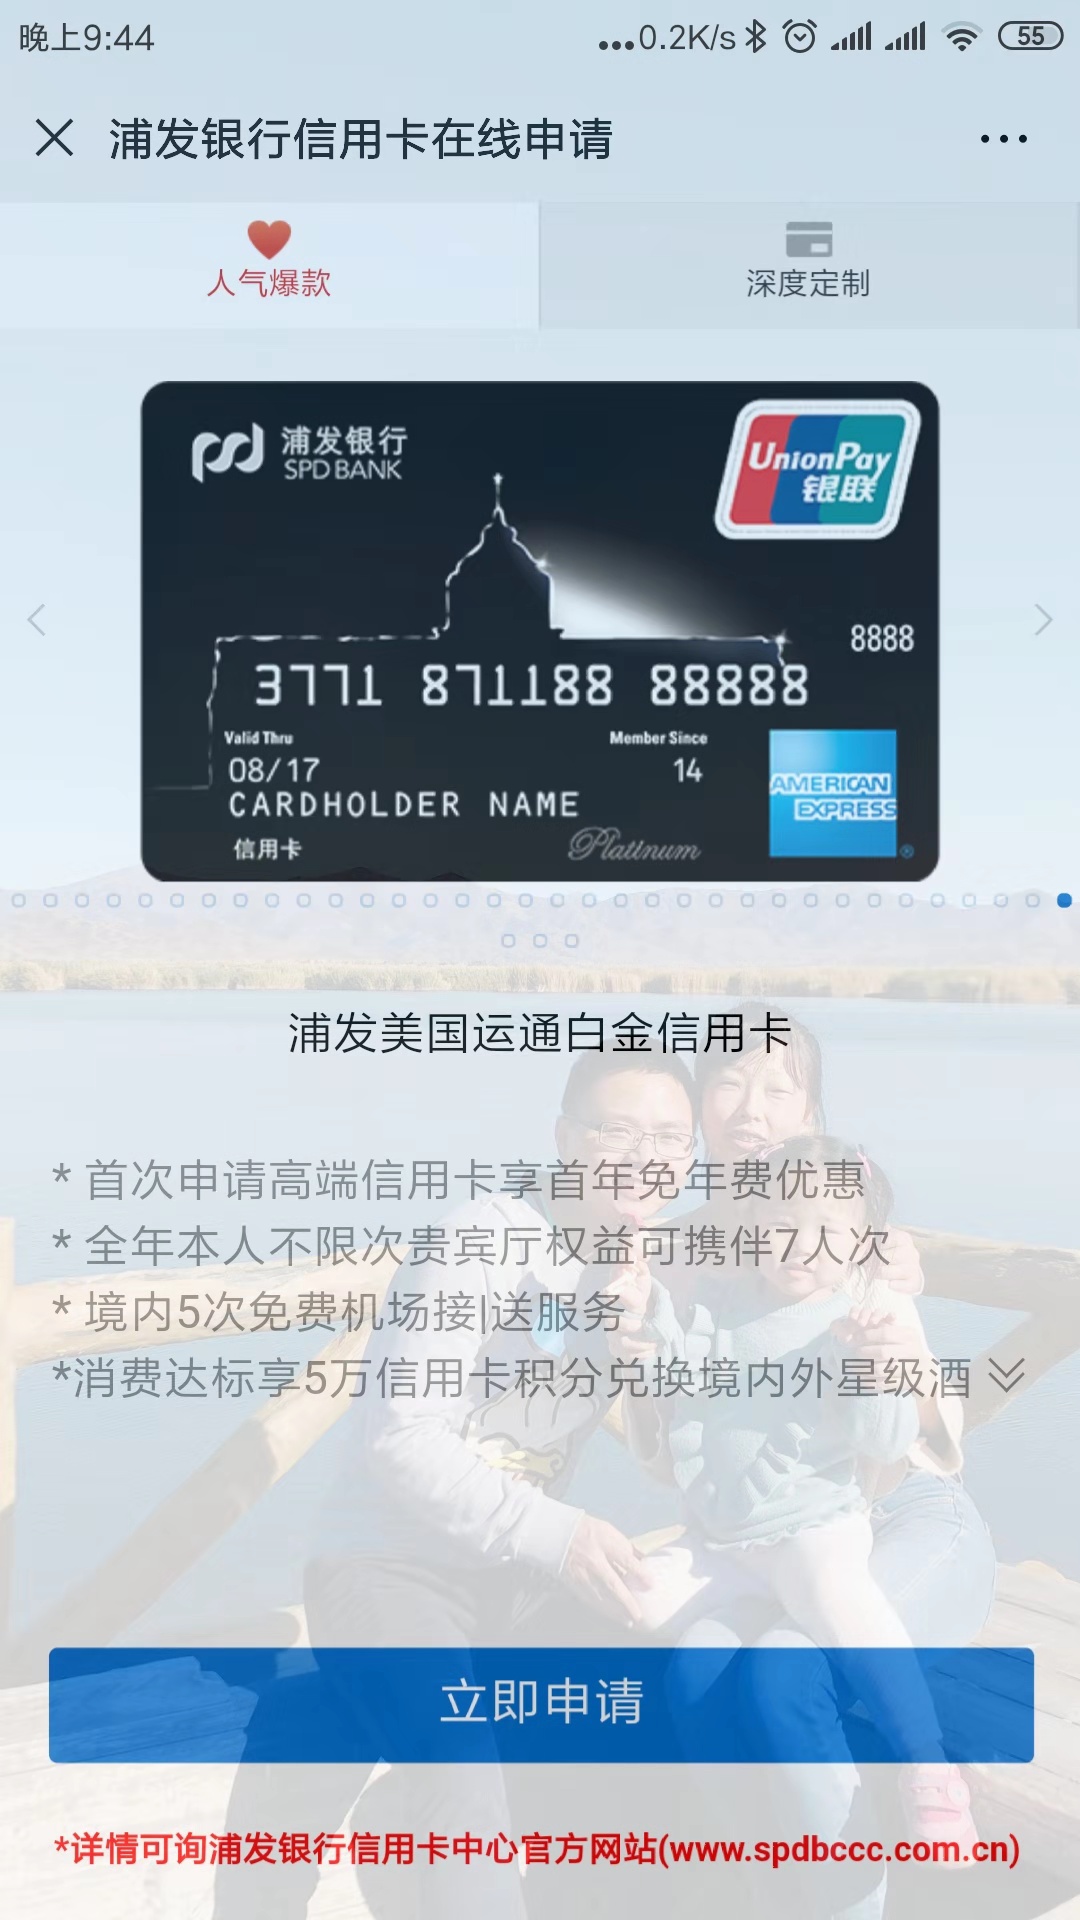 晚上9:44
...0.2K/s 55
浦发银行信用卡在线申请
人气爆款
深度定制
浦发银行
SPD BANK
UnionPay
银联
8888
3771 871188 88888
Valid Thru
Member Since
08/17
14
CARDHOLDER NAME
AMERICAN
EXPRESS
®
信用卡
Platinum
浦发美国运通白金信用卡
* 首次申请高端信用卡享首年免年费优惠
* 全年本人不限次贵宾厅权益可携伴7人次
* 境内5次免费机场接|送服务
*消费达标享5万信用卡积分兑换境内外星级酒
立即申请
*详情可询浦发银行信用卡中心官方网站(www.spdbccc.com.cn)